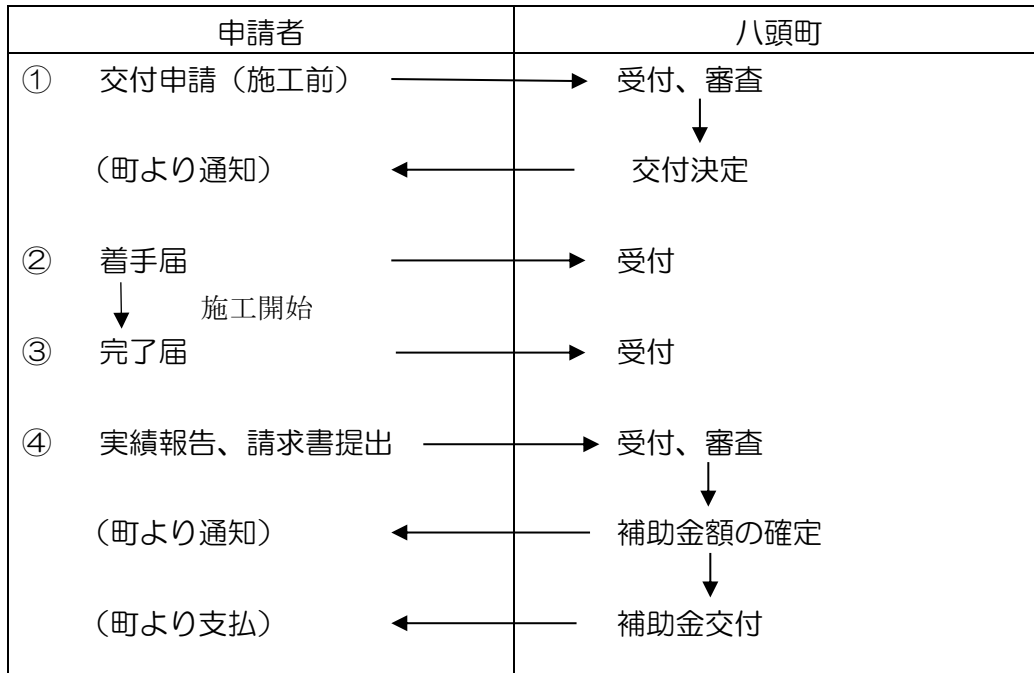 申請者 八頭町
① 交付申請（施工前） 受付、審査
（町より通知） 交付決定
② 着手届 受付
施工開始
③ 完了届 受付
④ 実績報告、請求書提出 受付、審査
（町より通知） 補助金額の確定
（町より支払） 補助金交付